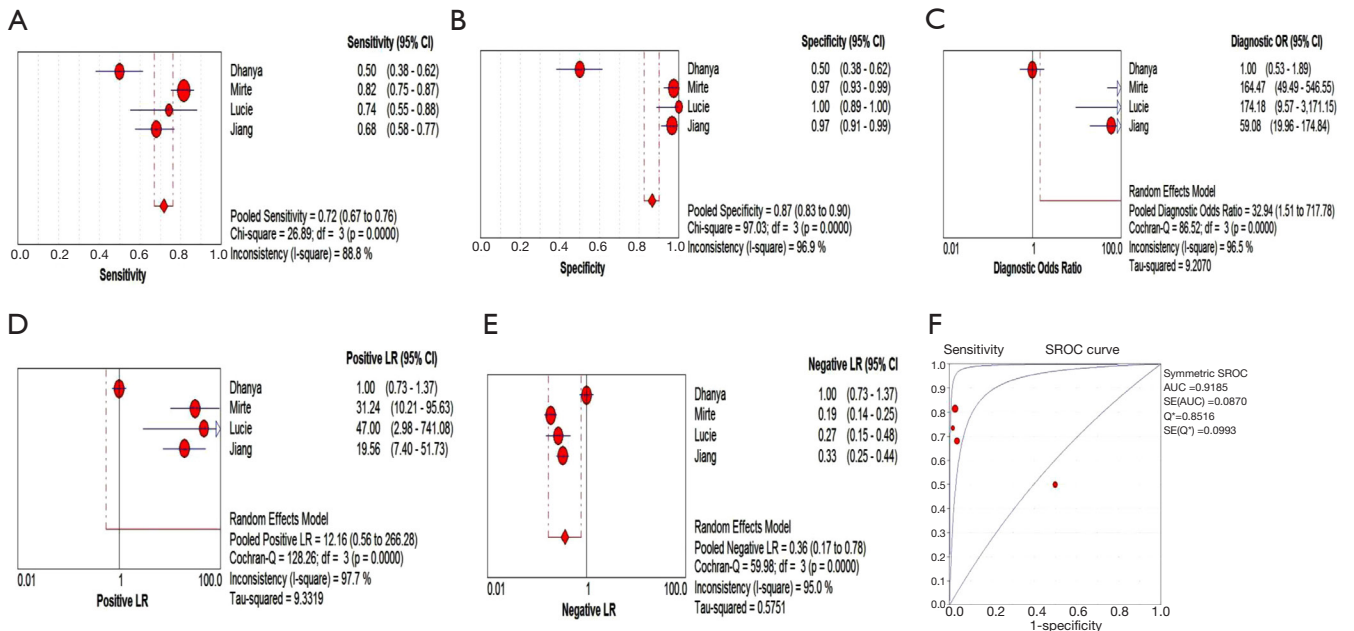 A
Sensitivity (95% CI)
Dhanya 0.50 (0.38 - 0.62)
Mirte 0.82 (0.75 - 0.87)
Lucie 0.74 (0.55 - 0.88)
Jiang 0.68 (0.58 - 0.77)
Pooled Sensitivity = 0.72 (0.67 to 0.76)
Chi-square = 26.89; df = 3 (p = 0.0000)
Inconsistency (I-square) = 88.8 %
0.0 0.2 0.4 0.6 0.8 1.0
Sensitivity
B
Specificity (95% CI)
Dhanya 0.50 (0.38 - 0.62)
Mirte 0.97 (0.93 - 0.99)
Lucie 1.00 (0.89 - 1.00)
Jiang 0.97 (0.91 - 0.99)
Pooled Specificity = 0.87 (0.83 to 0.90)
Chi-square = 97.03; df = 3 (p = 0.0000)
Inconsistency (I-square) = 96.9 %
0.0 0.2 0.4 0.6 0.8 1.0
Specificity
C
Diagnostic OR (95% CI)
Dhanya 1.00 (0.53 - 1.89)
Mirte 164.47 (49.49 - 546.55)
Lucie 174.18 (9.57 - 3,171.15)
Jiang 59.08 (19.96 - 174.84)
Random Effects Model
Pooled Diagnostic Odds Ratio = 32.94 (1.51 to 717.78)
Cochran-Q = 86.52; df = 3 (p = 0.0000)
Inconsistency (I-square) = 96.5 %
Tau-squared = 9.2070
0.01 1 100.0
Diagnostic Odds Ratio
D
Positive LR (95% CI)
Dhanya 1.00 (0.73 - 1.37)
Mirte 31.24 (10.21 - 95.63)
Lucie 47.00 (2.98 - 741.08)
Jiang 19.56 (7.40 - 51.73)
Random Effects Model
Pooled Positive LR = 12.16 (0.56 to 266.28)
Cochran-Q = 128.26; df = 3 (p = 0.0000)
Inconsistency (I-square) = 97.7 %
Tau-squared = 9.3319
0.01 1 100.0
Positive LR
E
Negative LR (95% CI)
Dhanya 1.00 (0.73 - 1.37)
Mirte 0.19 (0.14 - 0.25)
Lucie 0.27 (0.15 - 0.48)
Jiang 0.33 (0.25 - 0.44)
Random Effects Model
Pooled Negative LR = 0.36 (0.17 to 0.78)
Cochran-Q = 59.98; df = 3 (p = 0.0000)
Inconsistency (I-square) = 95.0 %
Tau-squared = 0.5751
0.01 1 100.0
Negative LR
F
Sensitivity SROC curve
1.0
0.9
0.8
0.7
0.6
0.5
0.4
0.3
0.2
0.1
0.0
Symmetric SROC
AUC =0.9185
SE(AUC) =0.0870
Q*=0.8516
SE(Q*) =0.0993
0.0 0.2 0.4 0.6 0.8 1.0
1-specificity